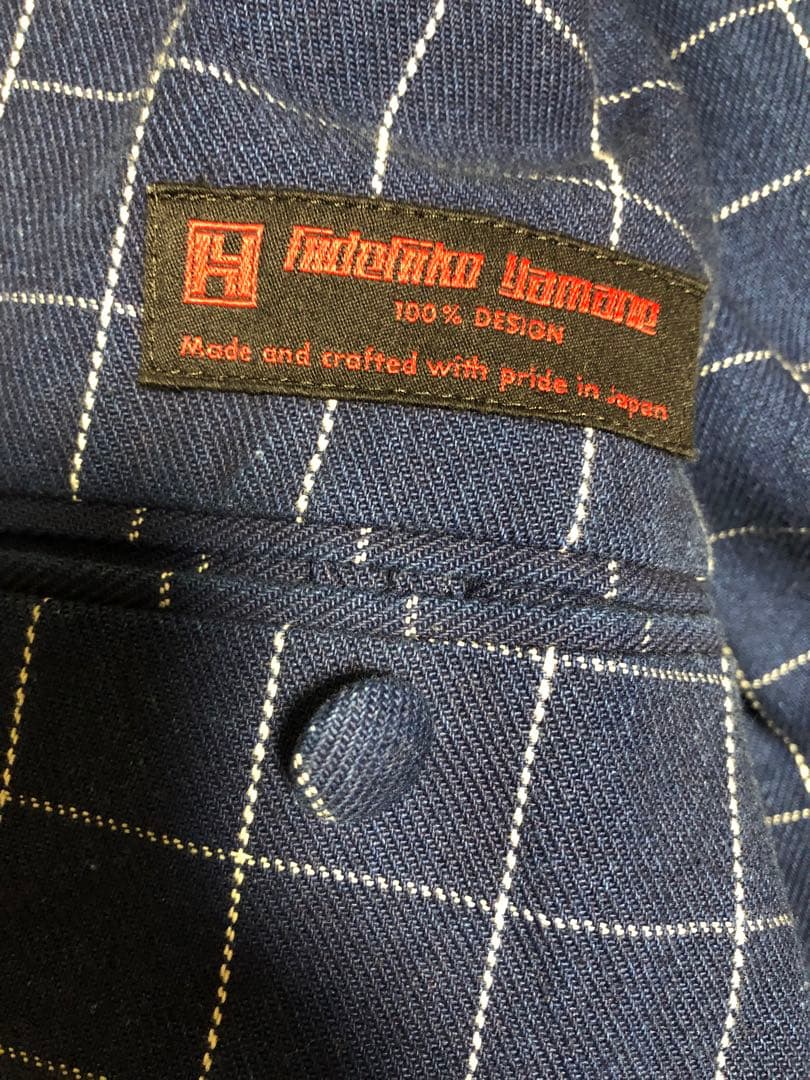 H Hidehiko Yamane
100% DESIGN
Made and crafted with pride in Japan